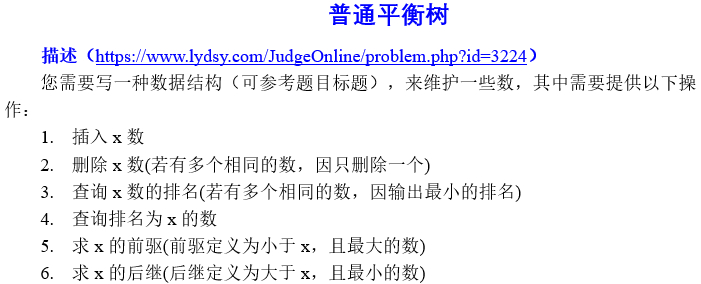 普通平衡树
描述（https://www.lydsy.com/JudgeOnline/problem.php?id=3224）
您需要写一种数据结构（可参考题目标题），来维护一些数，其中需要提供以下操
作：
1. 插入 x 数
2. 删除 x 数(若有多个相同的数，因只删除一个)
3. 查询 x 数的排名(若有多个相同的数，因输出最小的排名)
4. 查询排名为 x 的数
5. 求 x 的前驱(前驱定义为小于 x，且最大的数)
6. 求 x 的后继(后继定义为大于 x，且最小的数)